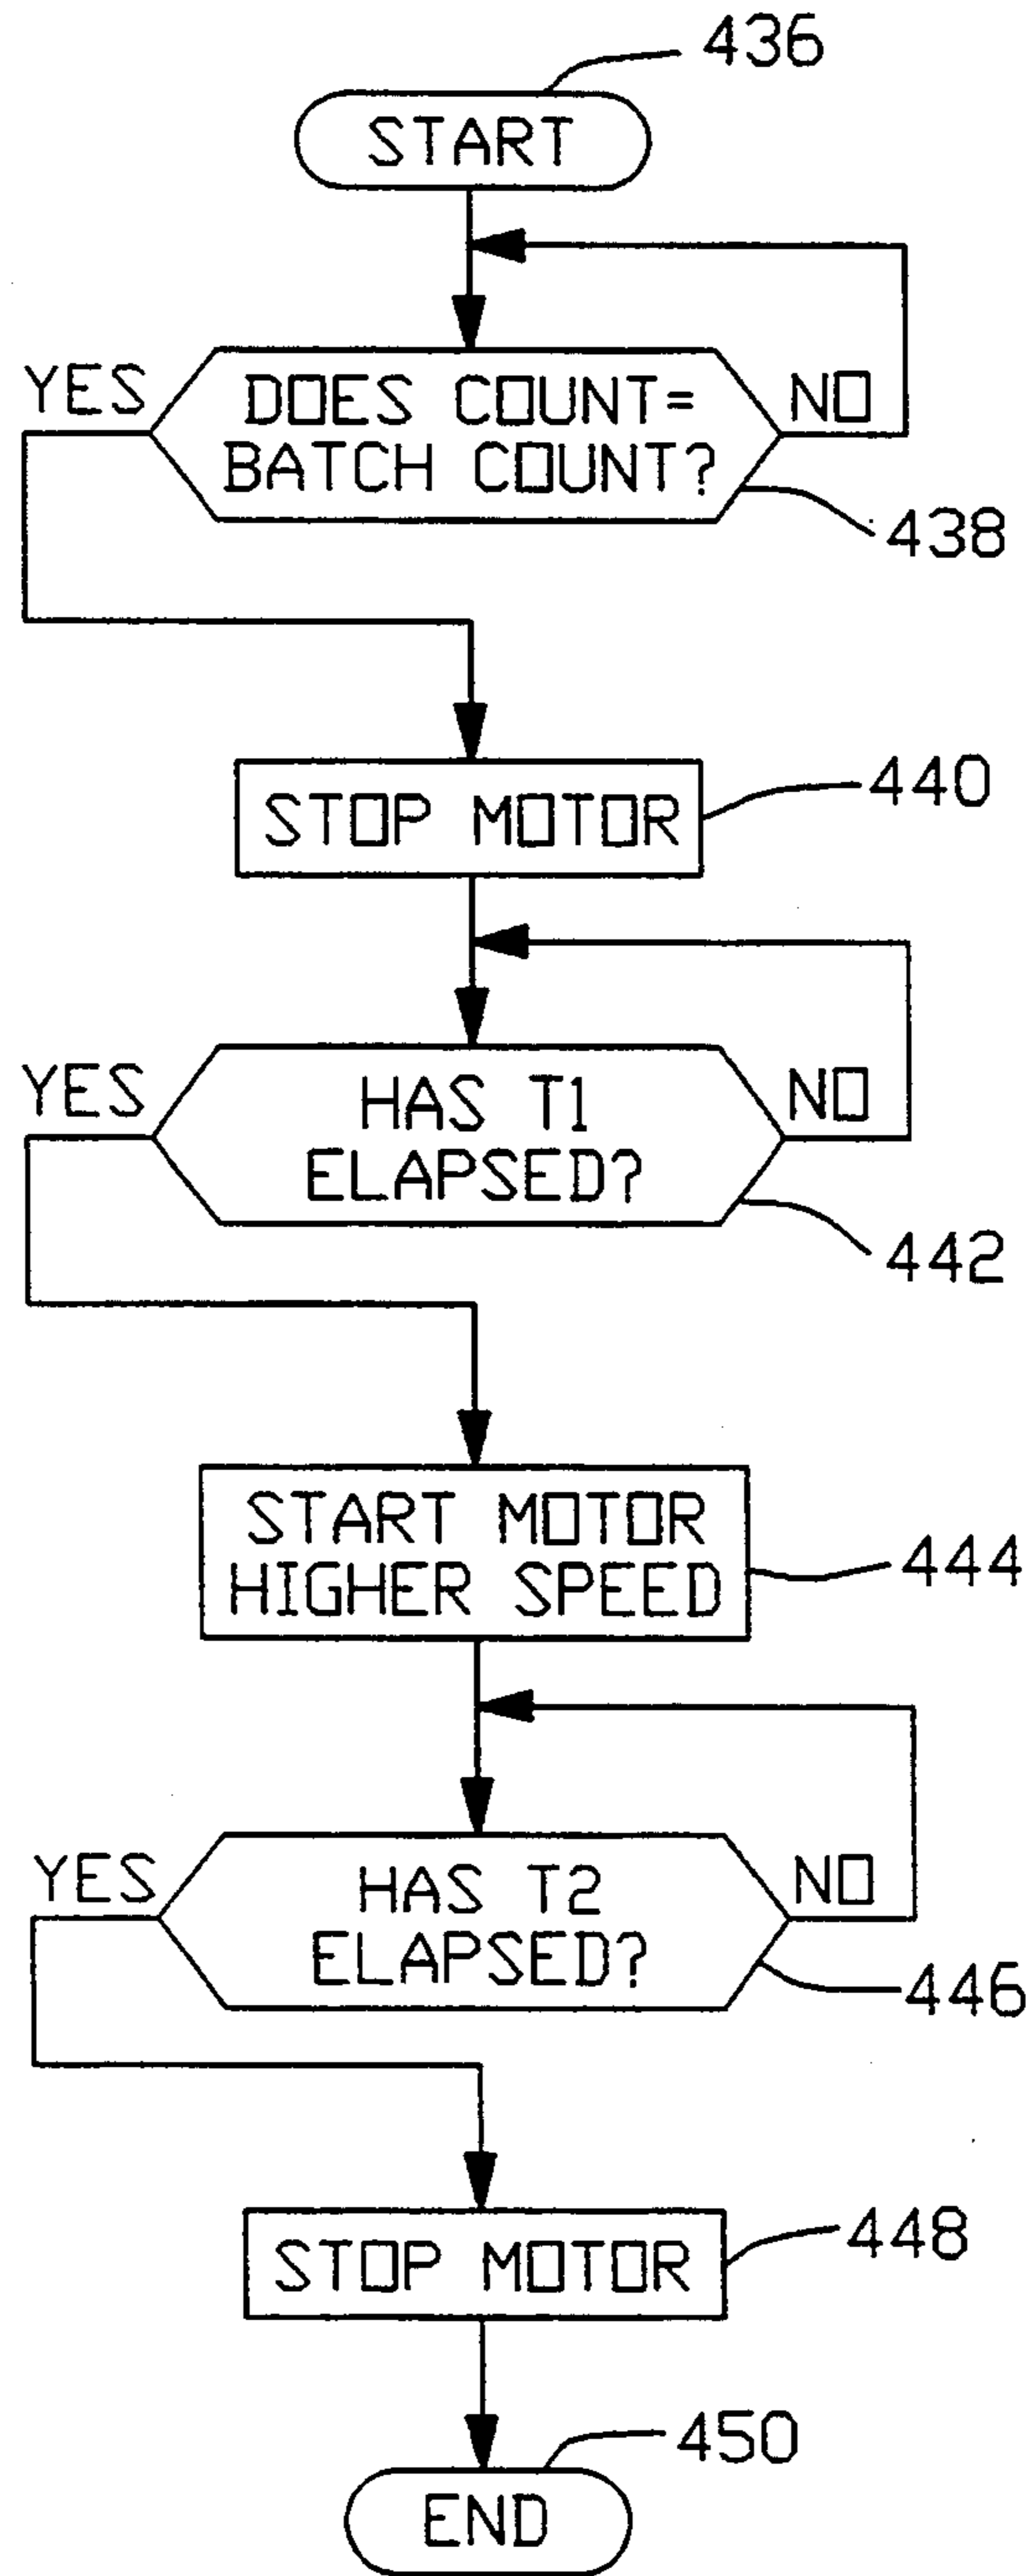 436
START
YES
DOES COUNT=
BATCH COUNT?
NO
438
STOP MOTOR
440
YES
HAS T1
ELAPSED?
NO
442
START MOTOR
HIGHER SPEED
444
YES
HAS T2
ELAPSED?
NO
446
STOP MOTOR
448
450
END